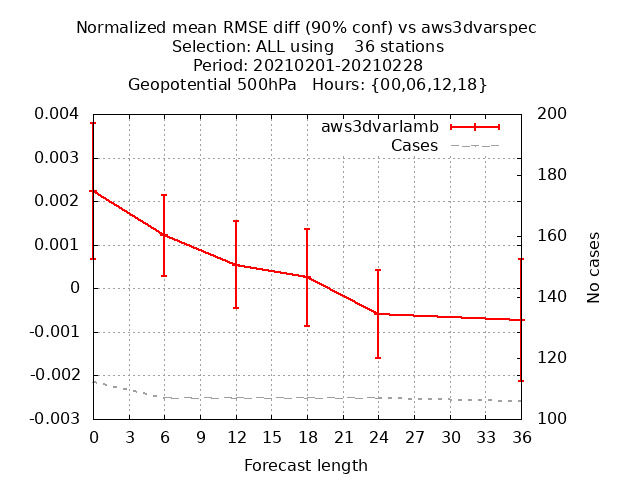 Normalized mean RMSE diff (90% conf) vs aws3dvarspec
Selection: ALL using    36 stations
Period: 20210201-20210228
Geopotential 500hPa   Hours: {00,06,12,18}
aws3dvarlamb
Cases
0.004
0.003
0.002
0.001
0
-0.001
-0.002
-0.003
200
180
160
140
120
100
No cases
0 3 6 9 12 15 18 21 24 27 30 33 36
Forecast length